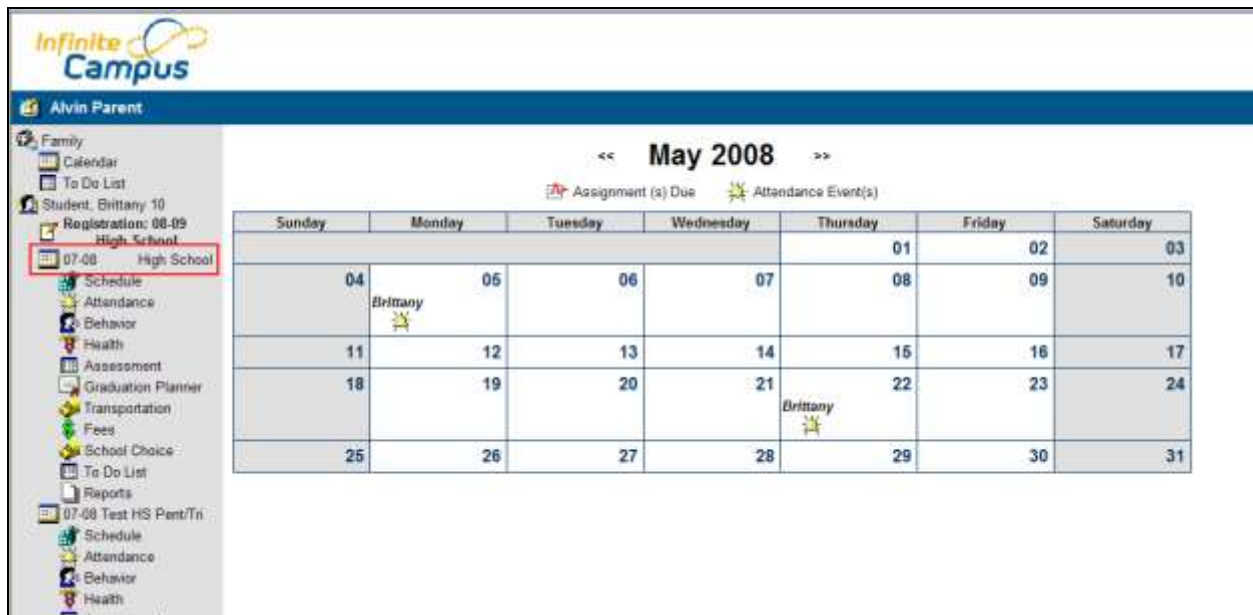 Infinite
Campus
Alvin Parent
Family
Calendar
To Do List
Student, Brittany 10
Registration: 08-09
High School
07-08 High School
Schedule
Attendance
Behavior
Health
Assessment
Graduation Planner
Transportation
Fees
School Choice
To Do List
Reports
07-08 Test HS Pent/Tri
Schedule
Attendance
Behavior
Health
<< May 2008 >>
Assignment (s) Due Attendance Event(s)
Sunday Monday Tuesday Wednesday Thursday Friday Saturday
01 02 03
04 05 06 07 08 09 10
Brittany
11 12 13 14 15 16 17
18 19 20 21 22 23 24
Brittany
25 26 27 28 29 30 31